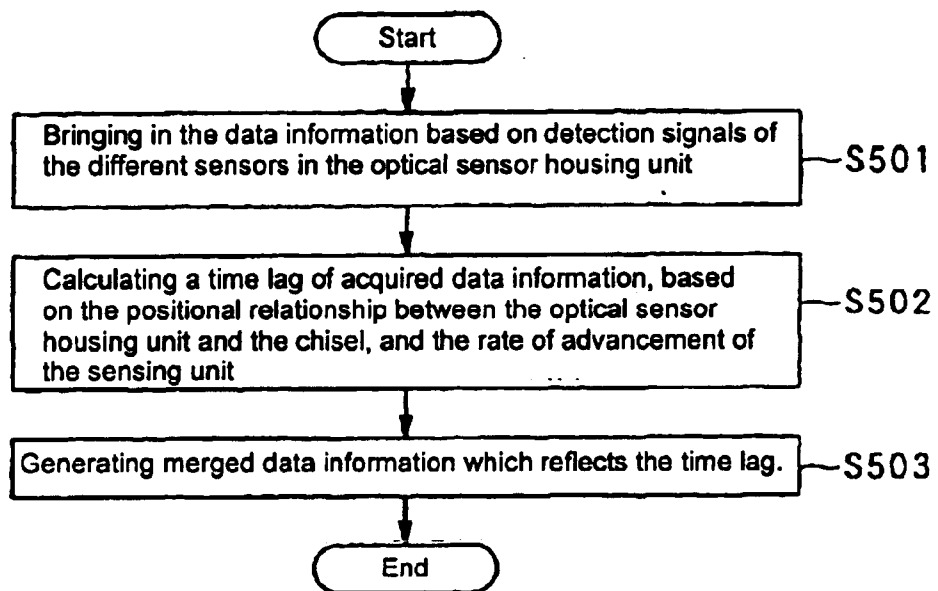 Start
Bringing in the data information based on detection signals of
the different sensors in the optical sensor housing unit
S501
Calculating a time lag of acquired data information, based
on the positional relationship between the optical sensor
housing unit and the chisel, and the rate of advancement of
the sensing unit
S502
Generating merged data information which reflects the time lag.
S503
End